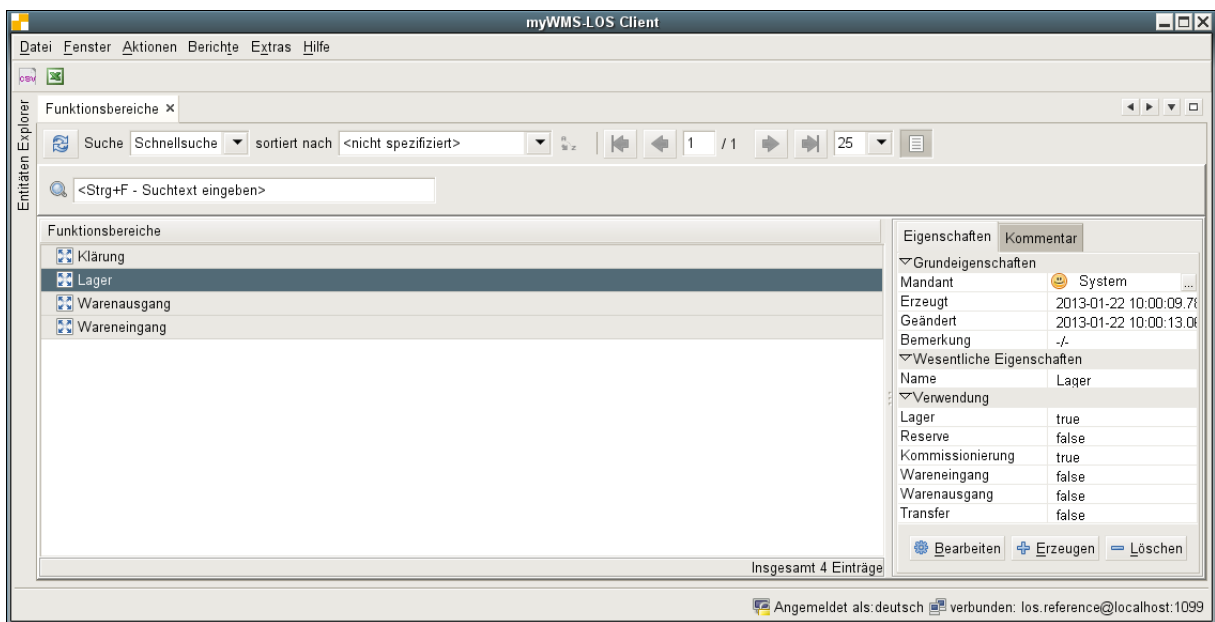 myWMS-LOS Client
Datei Fenster Aktionen Berichte Extras Hilfe
csv
Entitäten Explorer
Funktionsbereiche
Suche Schnellsuche sortiert nach <nicht spezifiziert> 1 / 1 25
<Strg+F - Suchtext eingeben>
Funktionsbereiche
Klärung
Lager
Warenausgang
Wareneingang
Insgesamt 4 Einträge
Eigenschaften Kommentar
Grundeigenschaften
Mandant System ...
Erzeugt 2013-01-22 10:00:09.78
Geändert 2013-01-22 10:00:13.06
Bemerkung -/-
Wesentliche Eigenschaften
Name Lager
Verwendung
Lager true
Reserve false
Kommissionierung true
Wareneingang false
Warenausgang false
Transfer false
Bearbeiten Erzeugen Löschen
Angemeldet als:deutsch verbunden: los.reference@localhost:1099